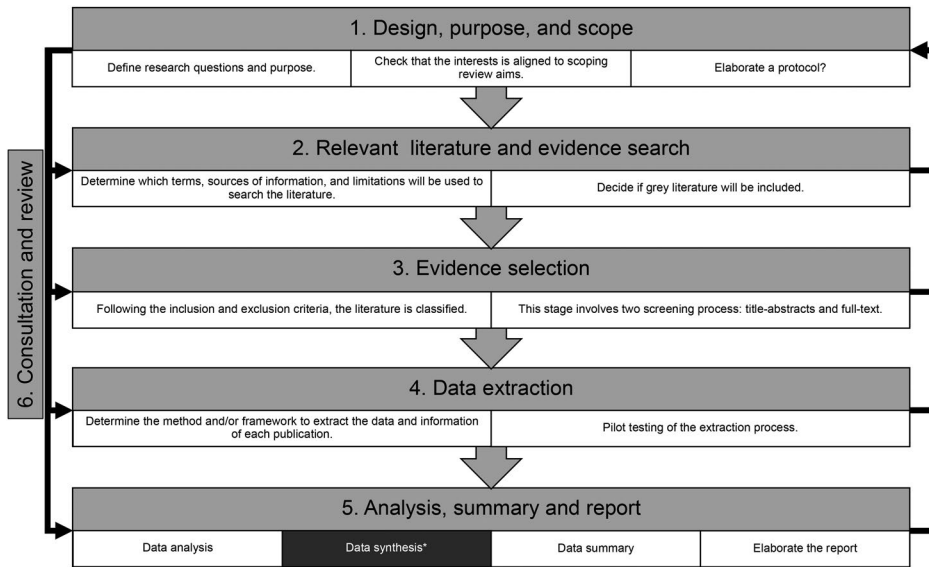 1. Design, purpose, and scope
Define research questions and purpose.
Check that the interests is aligned to scoping
review aims.
Elaborate a protocol?
2. Relevant literature and evidence search
Determine which terms, sources of information, and limitations will be used to
search the literature.
Decide if grey literature will be included.
3. Evidence selection
Following the inclusion and exclusion criteria, the literature is classified.
This stage involves two screening process: title-abstracts and full-text.
4. Data extraction
Determine the method and/or framework to extract the data and information
of each publication.
Pilot testing of the extraction process.
5. Analysis, summary and report
Data analysis
Data synthesis*
Data summary
Elaborate the report
6. Consultation and review